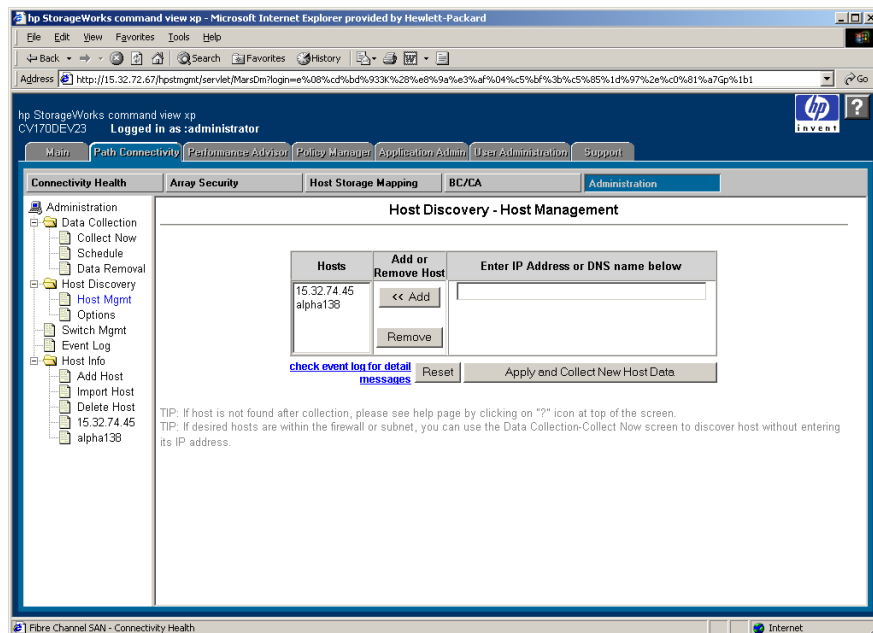 hp StorageWorks command view xp - Microsoft Internet Explorer provided by Hewlett-Packard
File Edit View Favorites Tools Help
Back Search Favorites History
Address http://15.32.72.67/hpstmgmt/servlet/MarsDm?login=e%08%cd%bd%933K%28%e8%9a%e3%af%04%c5%bf%3b%c5%85%1d%97%2e%c0%81%a7Gp%1b1 Go
hp StorageWorks command view xp
CV170DEV23 Logged in as :administrator
hp
invent
?
Main Path Connectivity Performance Advisor Policy Manager Application Admin User Administration Support
Connectivity Health Array Security Host Storage Mapping BC/CA Administration
Administration
Data Collection
Collect Now
Schedule
Data Removal
Host Discovery
Host Mgmt
Options
Switch Mgmt
Event Log
Host Info
Add Host
Import Host
Delete Host
15.32.74.45
alpha138
Host Discovery - Host Management
Hosts
Add or
Remove Host
Enter IP Address or DNS name below
15.32.74.45
alpha138
<< Add
Remove
check event log for detail
messages
Reset
Apply and Collect New Host Data
TIP: If host is not found after collection, please see help page by clicking on "?" icon at top of the screen.
TIP: If desired hosts are within the firewall or subnet, you can use the Data Collection-Collect Now screen to discover host without entering
its IP address.
Fibre Channel SAN - Connectivity Health
Internet